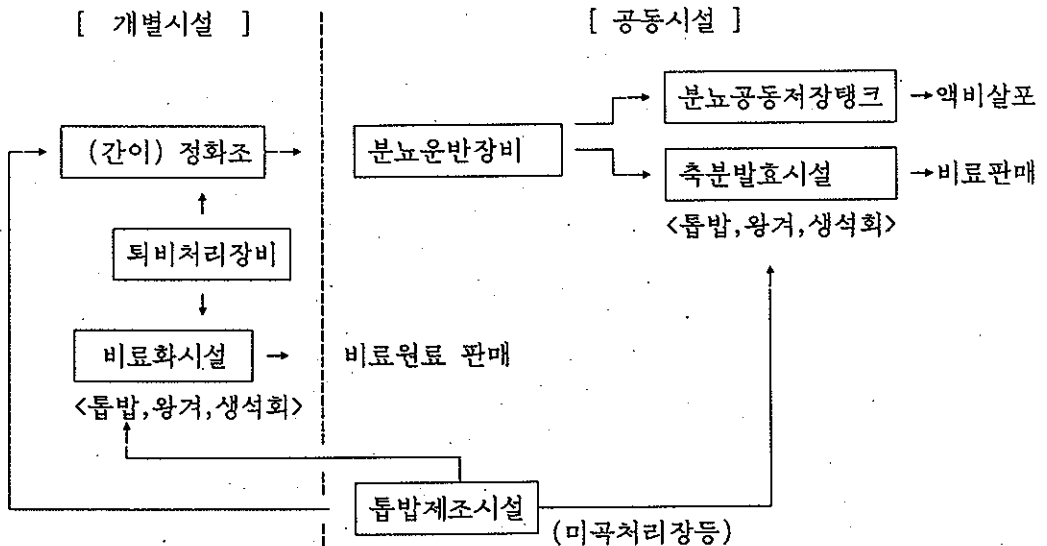 [ 개별시설 ]
[ 공동시설 ]
분뇨공동저장탱크 →액비살포
(간이) 정화조 →
분뇨운반장비
축분발효시설 →비료판매
<톱밥,왕겨,생석회>
퇴비처리장비
비료화시설 →
비료원료 판매
<톱밥,왕겨,생석회>
톱밥제조시설
(미곡처리장등)